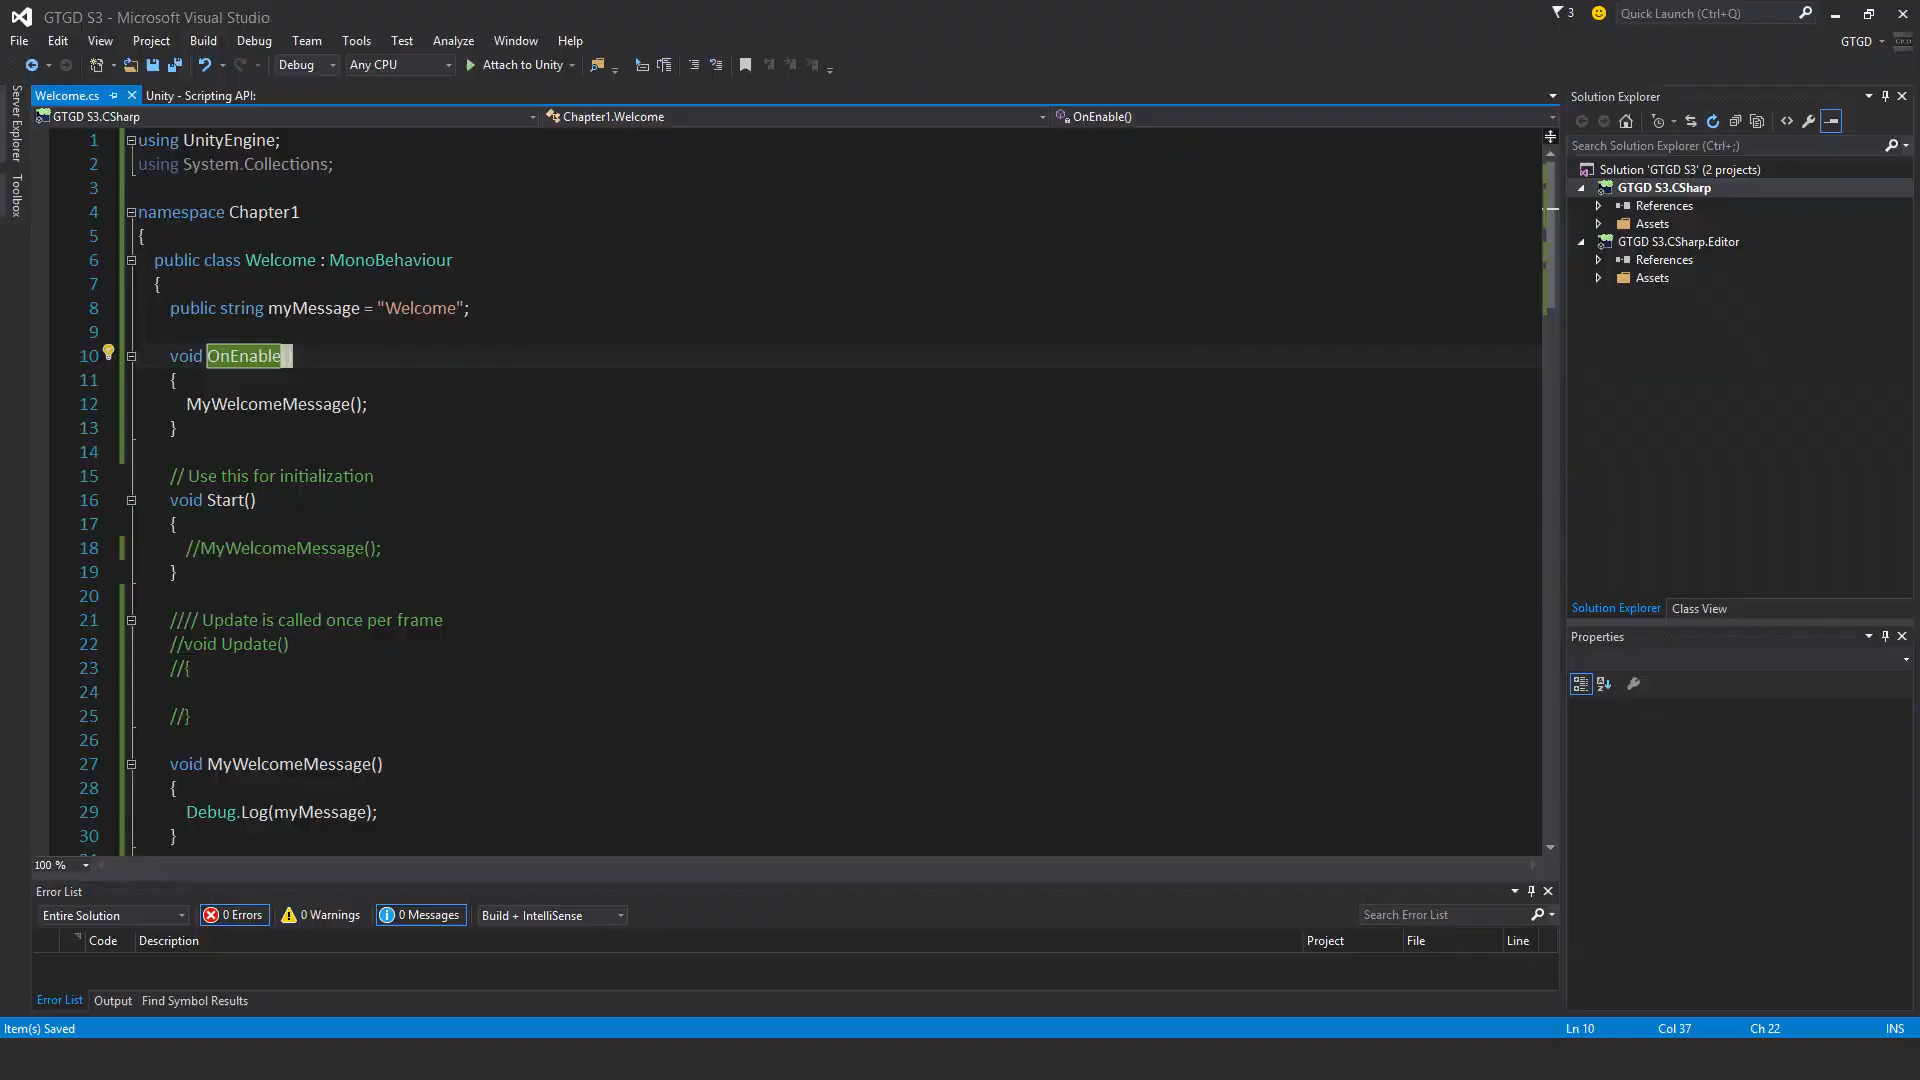 GTGD S3 - Microsoft Visual Studio
3
Quick Launch (Ctrl+Q)
File Edit View Project Build Debug Team Tools Test Analyze Window Help
GTGD
Debug Any CPU Attach to Unity
Server Explorer
Toolbox
Welcome.cs Unity - Scripting API:
GTGD S3.CSharp Chapter1.Welcome OnEnable()
1 using UnityEngine;
2 using System.Collections;
3
4 namespace Chapter1
5 {
6 public class Welcome : MonoBehaviour
7 {
8 public string myMessage = "Welcome";
9
10 void OnEnable()
11 {
12 MyWelcomeMessage();
13 }
14
15 // Use this for initialization
16 void Start()
17 {
18 //MyWelcomeMessage();
19 }
20
21 //// Update is called once per frame
22 //void Update()
23 //{
24
25 //}
26
27 void MyWelcomeMessage()
28 {
29 Debug.Log(myMessage);
30 }
100 %
Solution Explorer
Search Solution Explorer (Ctrl+;)
Solution 'GTGD S3' (2 projects)
GTGD S3.CSharp
References
Assets
GTGD S3.CSharp.Editor
References
Assets
Solution Explorer Class View
Properties
Error List
Entire Solution 0 Errors 0 Warnings 0 Messages Build + IntelliSense Search Error List
Code Description Project File Line
Error List Output Find Symbol Results
Item(s) Saved Ln 10 Col 37 Ch 22 INS